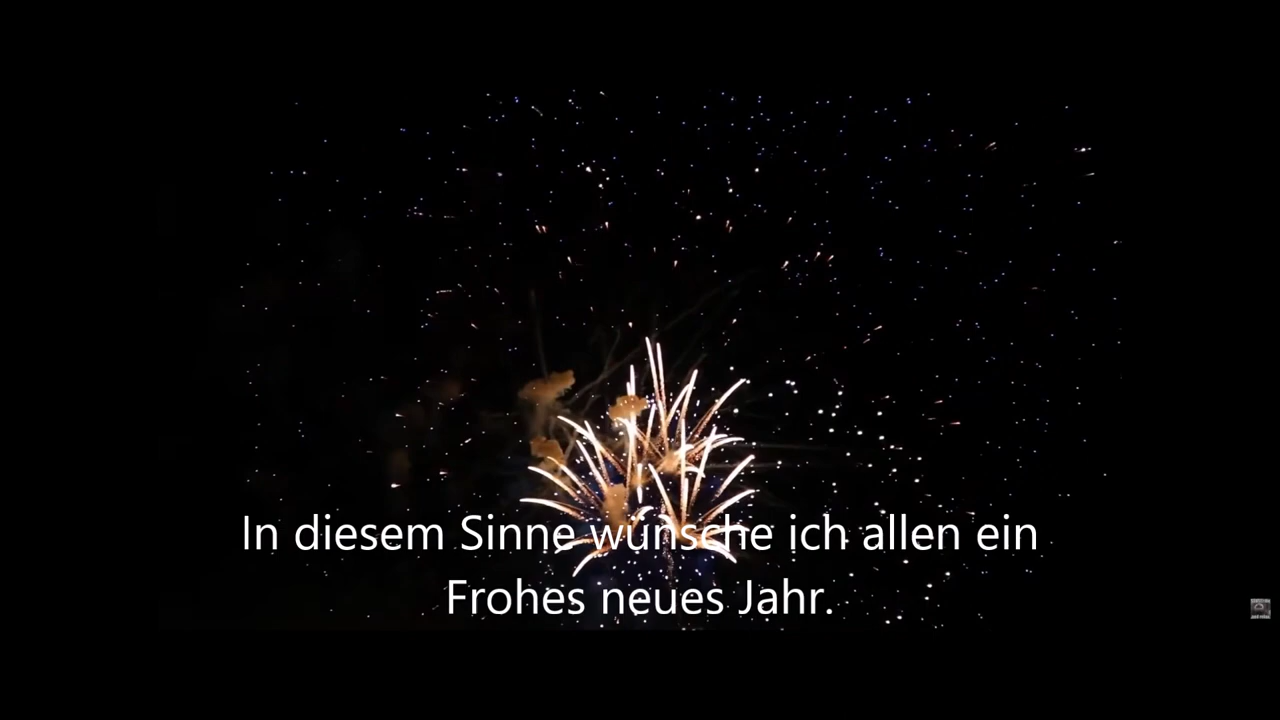 In diesem Sinne wünsche ich allen ein
Frohes neues Jahr.